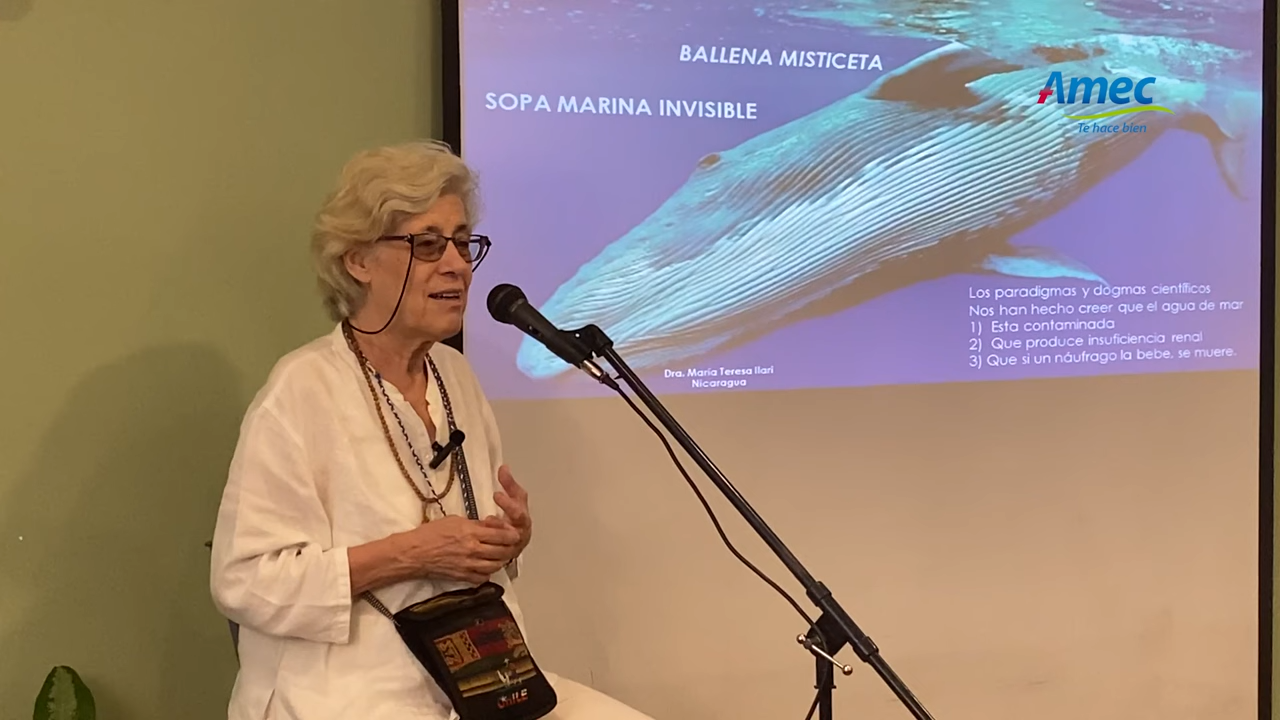 BALLENA MISTICETA
SOPA MARINA INVISIBLE
Amec
Te hace bien
Los paradigmas y dogmas científicos
Nos han hecho creer que el agua de mar
1) Esta contaminada
2) Que produce insuficiencia renal
3) Que si un náufrago la bebe, se muere.
Dra. María Teresa Ilari
Nicaragua
CHILE